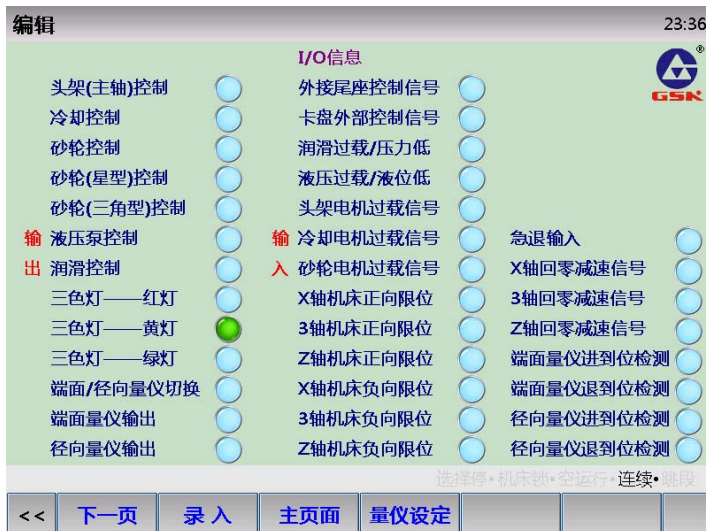 编辑 23:36
I/O信息
GSK®
头架(主轴)控制 外接尾座控制信号
冷却控制 卡盘外部控制信号
砂轮控制 润滑过载/压力低
砂轮(星型)控制 液压过载/液位低
砂轮(三角型)控制 头架电机过载信号
输 液压泵控制 输 冷却电机过载信号 急退输入
出 润滑控制 入 砂轮电机过载信号 X轴回零减速信号
三色灯——红灯 X轴机床正向限位 3轴回零减速信号
三色灯——黄灯 3轴机床正向限位 Z轴回零减速信号
三色灯——绿灯 Z轴机床正向限位 端面量仪进到位检测
端面/径向量仪切换 X轴机床负向限位 端面量仪退到位检测
端面量仪输出 3轴机床负向限位 径向量仪进到位检测
径向量仪输出 Z轴机床负向限位 径向量仪退到位检测
选择停•机床锁•空运行•连续•跳段
<< 下一页 录入 主页面 量仪设定